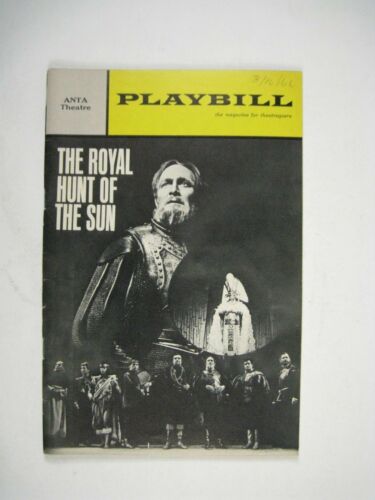 ANTA
Theatre
PLAYBILL
the magazine for theatregoers
THE ROYAL
HUNT OF
THE SUN